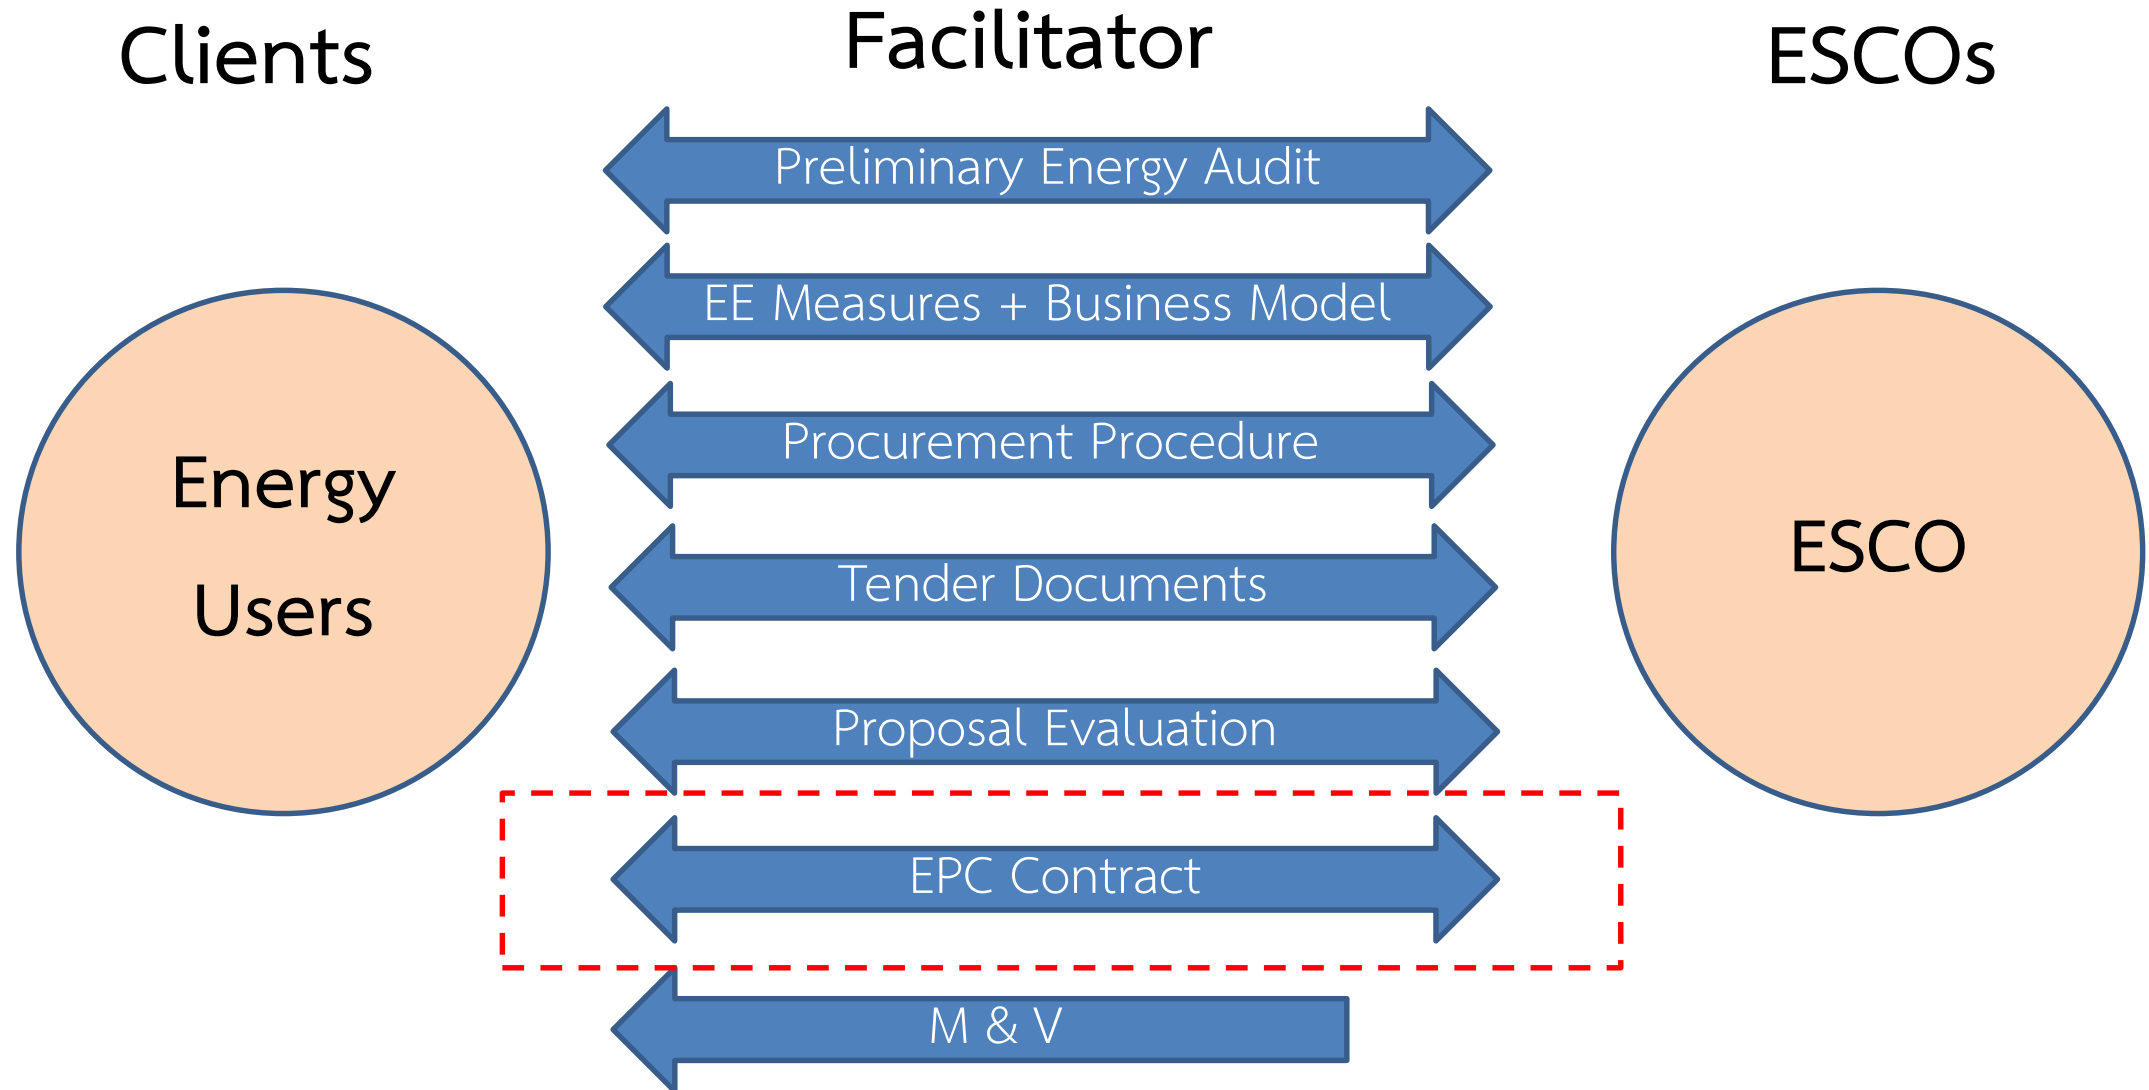 Clients
Facilitator
ESCOs
Preliminary Energy Audit
EE Measures + Business Model
Procurement Procedure
Tender Documents
Proposal Evaluation
EPC Contract
M & V
Energy
Users
ESCO